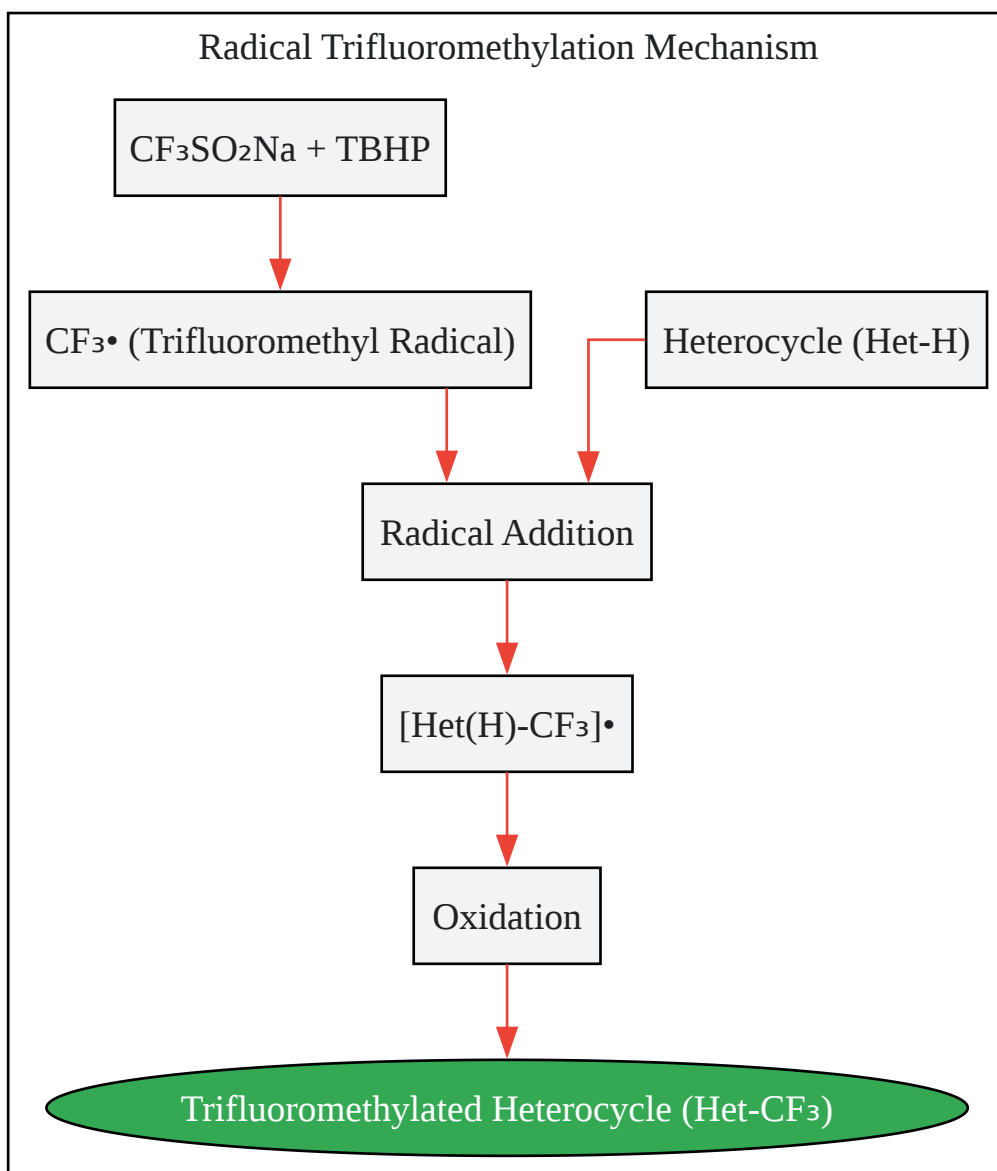 Radical Trifluoromethylation Mechanism
CF₃SO₂Na + TBHP
CF₃• (Trifluoromethyl Radical)
Heterocycle (Het-H)
Radical Addition
[Het(H)-CF₃]•
Oxidation
Trifluoromethylated Heterocycle (Het-CF₃)